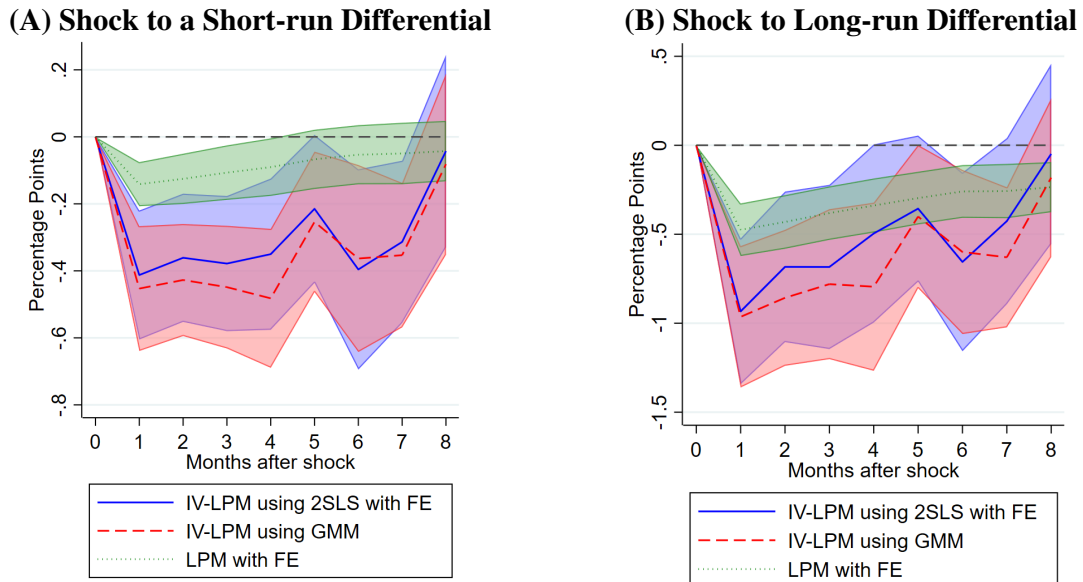 (A) Shock to a Short-run Differential
Percentage Points
.2
0
-.2
-.4
-.6
-.8
0 1 2 3 4 5 6 7 8
Months after shock
IV-LPM using 2SLS with FE
IV-LPM using GMM
LPM with FE
(B) Shock to Long-run Differential
Percentage Points
.5
0
-.5
-1
-1.5
0 1 2 3 4 5 6 7 8
Months after shock
IV-LPM using 2SLS with FE
IV-LPM using GMM
LPM with FE